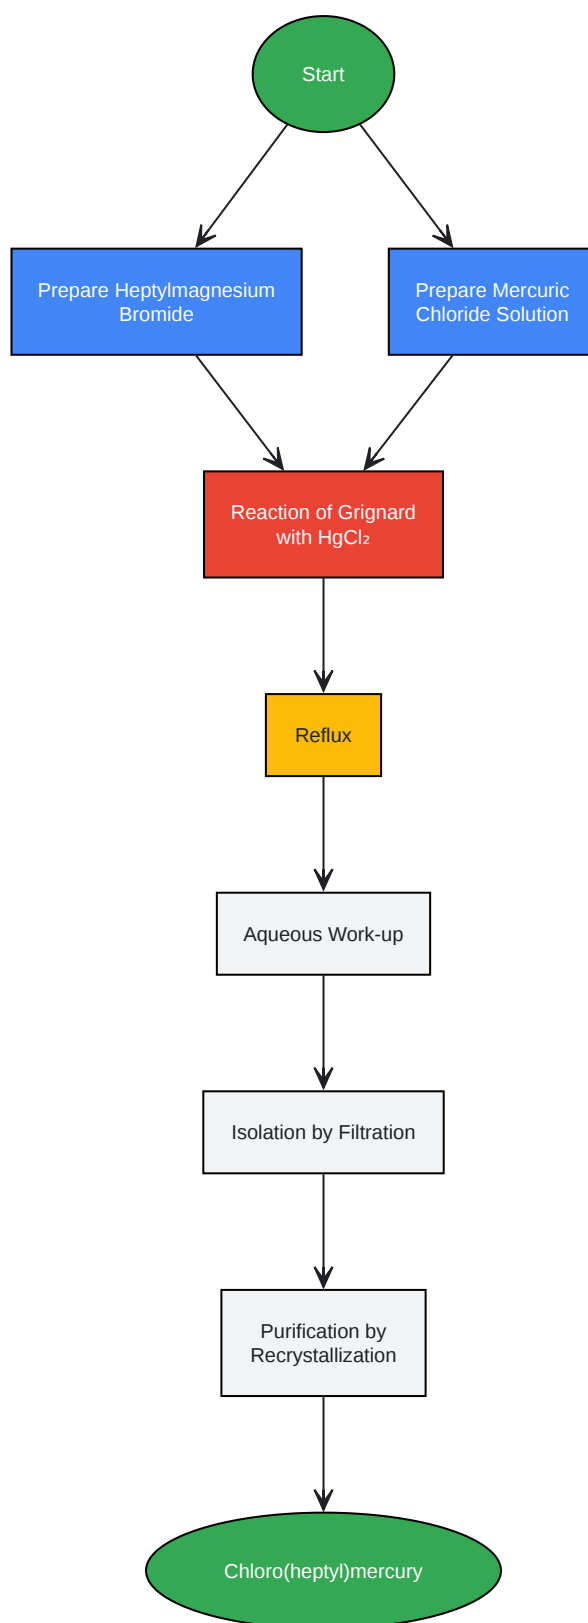 Start
Prepare Heptylmagnesium
Bromide
Prepare Mercuric
Chloride Solution
Reaction of Grignard
with HgCl₂
Reflux
Aqueous Work-up
Isolation by Filtration
Purification by
Recrystallization
Chloro(heptyl)mercury